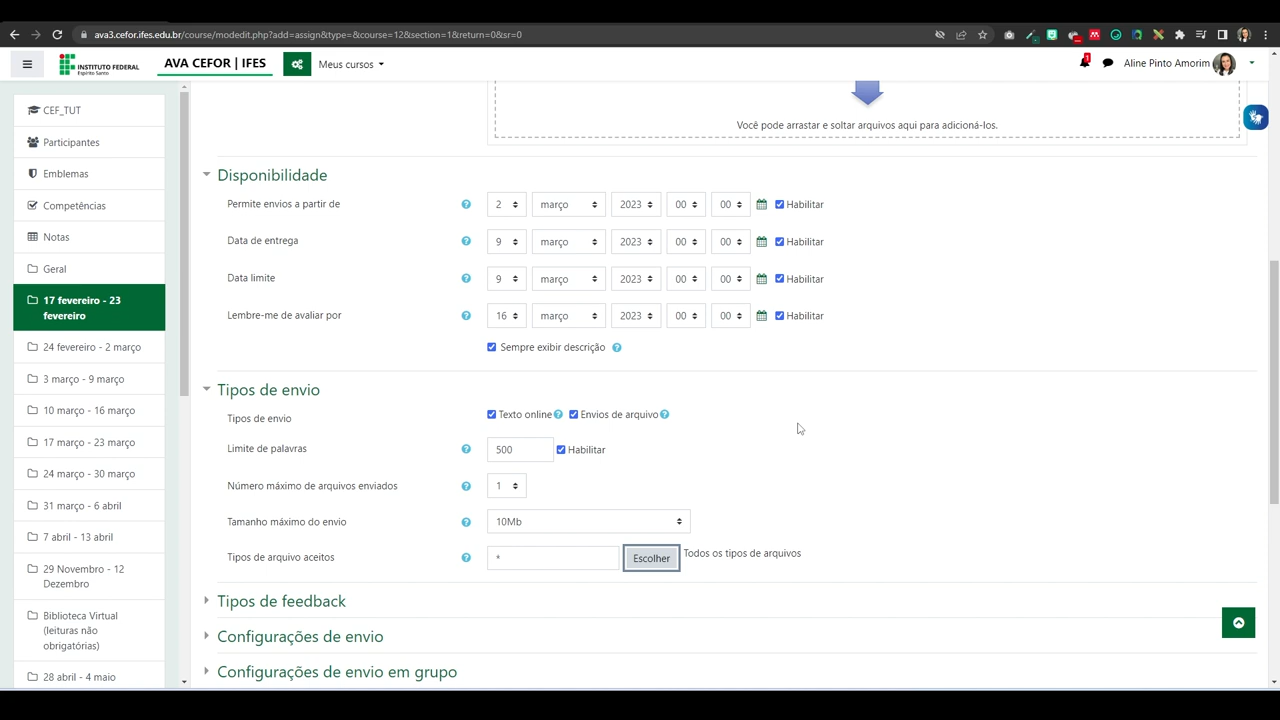 ava3.cefor.ifes.edu.br/course/modedit.php?add=assign&type=&course=12&section=1&return=0&sr=0
INSTITUTO FEDERAL
Espírito Santo
AVA CEFOR | IFES
Meus cursos
1
Aline Pinto Amorim
CEF_TUT
Participantes
Emblemas
Competências
Notas
Geral
17 fevereiro - 23
fevereiro
24 fevereiro - 2 março
3 março - 9 março
10 março - 16 março
17 março - 23 março
24 março - 30 março
31 março - 6 abril
7 abril - 13 abril
29 Novembro - 12
Dezembro
Biblioteca Virtual
(leituras não
obrigatórias)
28 abril - 4 maio
Você pode arrastar e soltar arquivos aqui para adicioná-los.
Disponibilidade
Permite envios a partir de 2 março 2023 00 00 Habilitar
Data de entrega 9 março 2023 00 00 Habilitar
Data limite 9 março 2023 00 00 Habilitar
Lembre-me de avaliar por 16 março 2023 00 00 Habilitar
Sempre exibir descrição
Tipos de envio
Tipos de envio Texto online Envios de arquivo
Limite de palavras 500 Habilitar
Número máximo de arquivos enviados 1
Tamanho máximo do envio 10Mb
Tipos de arquivo aceitos * Escolher Todos os tipos de arquivos
Tipos de feedback
Configurações de envio
Configurações de envio em grupo